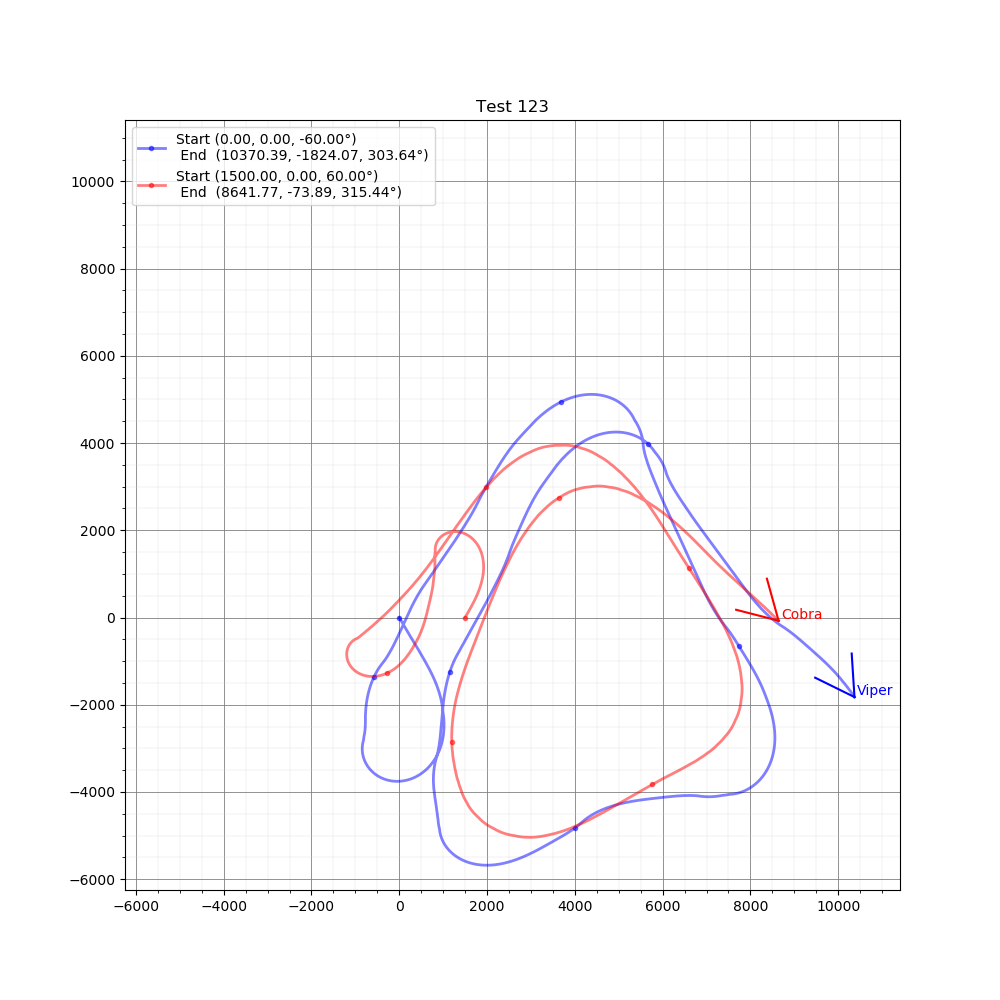 Test 123
Start (0.00, 0.00, -60.00°)
End (10370.39, -1824.07, 303.64°)
Start (1500.00, 0.00, 60.00°)
End (8641.77, -73.89, 315.44°)
10000
8000
6000
4000
2000
0
−2000
−4000
−6000
Cobra
Viper
−6000 −4000 −2000 0 2000 4000 6000 8000 10000